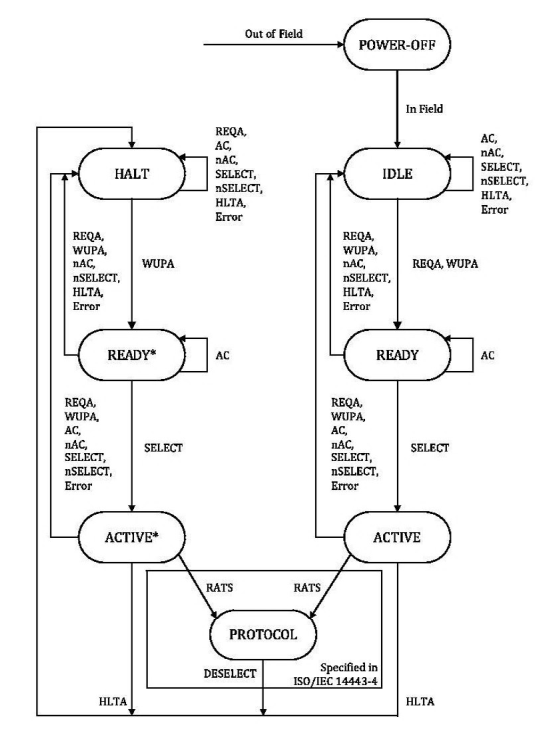 Out of Field
POWER-OFF
In Field
REQA,
AC,
nAC,
SELECT,
nSELECT,
HLTA,
Error
HALT
AC,
nAC,
SELECT,
nSELECT,
HLTA,
Error
IDLE
REQA,
WUPA,
nAC,
nSELECT,
HLTA,
Error
WUPA
REQA,
WUPA,
nAC,
nSELECT,
HLTA,
Error
REQA, WUPA
READY*
AC
READY
AC
REQA,
WUPA,
AC,
nAC,
SELECT,
nSELECT,
Error
SELECT
REQA,
WUPA,
AC,
nAC,
SELECT,
nSELECT,
Error
SELECT
ACTIVE*
ACTIVE
RATS
RATS
PROTOCOL
DESELECT
Specified in
ISO/IEC 14443-4
HLTA
HLTA